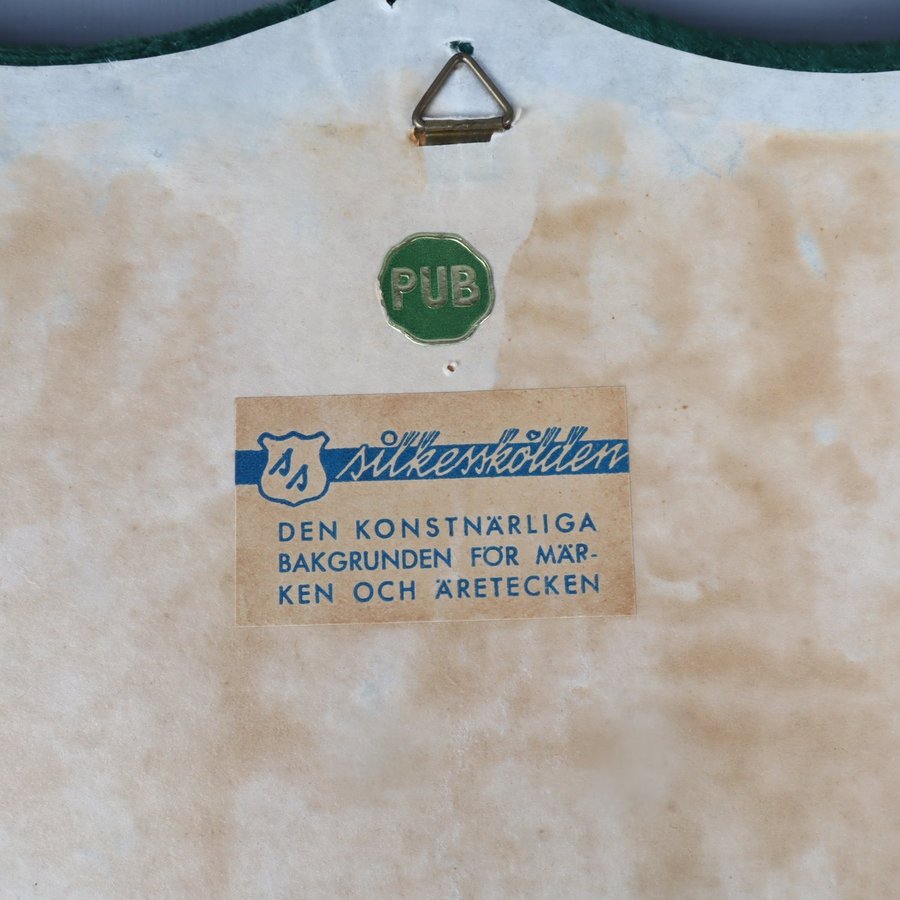 PUB
SS silkesskölden
DEN KONSTNÄRLIGA
BAKGRUNDEN FÖR MÄR-
KEN OCH ÄRETECKEN